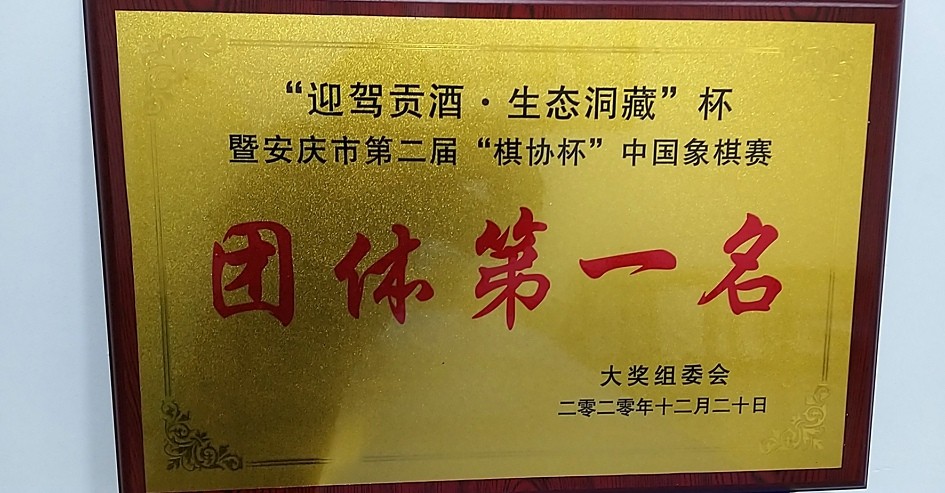 “迎驾贡酒·生态洞藏”杯
暨安庆市第二届“棋协杯”中国象棋赛
团体第一名
大奖组委会
二零二零年十二月二十日